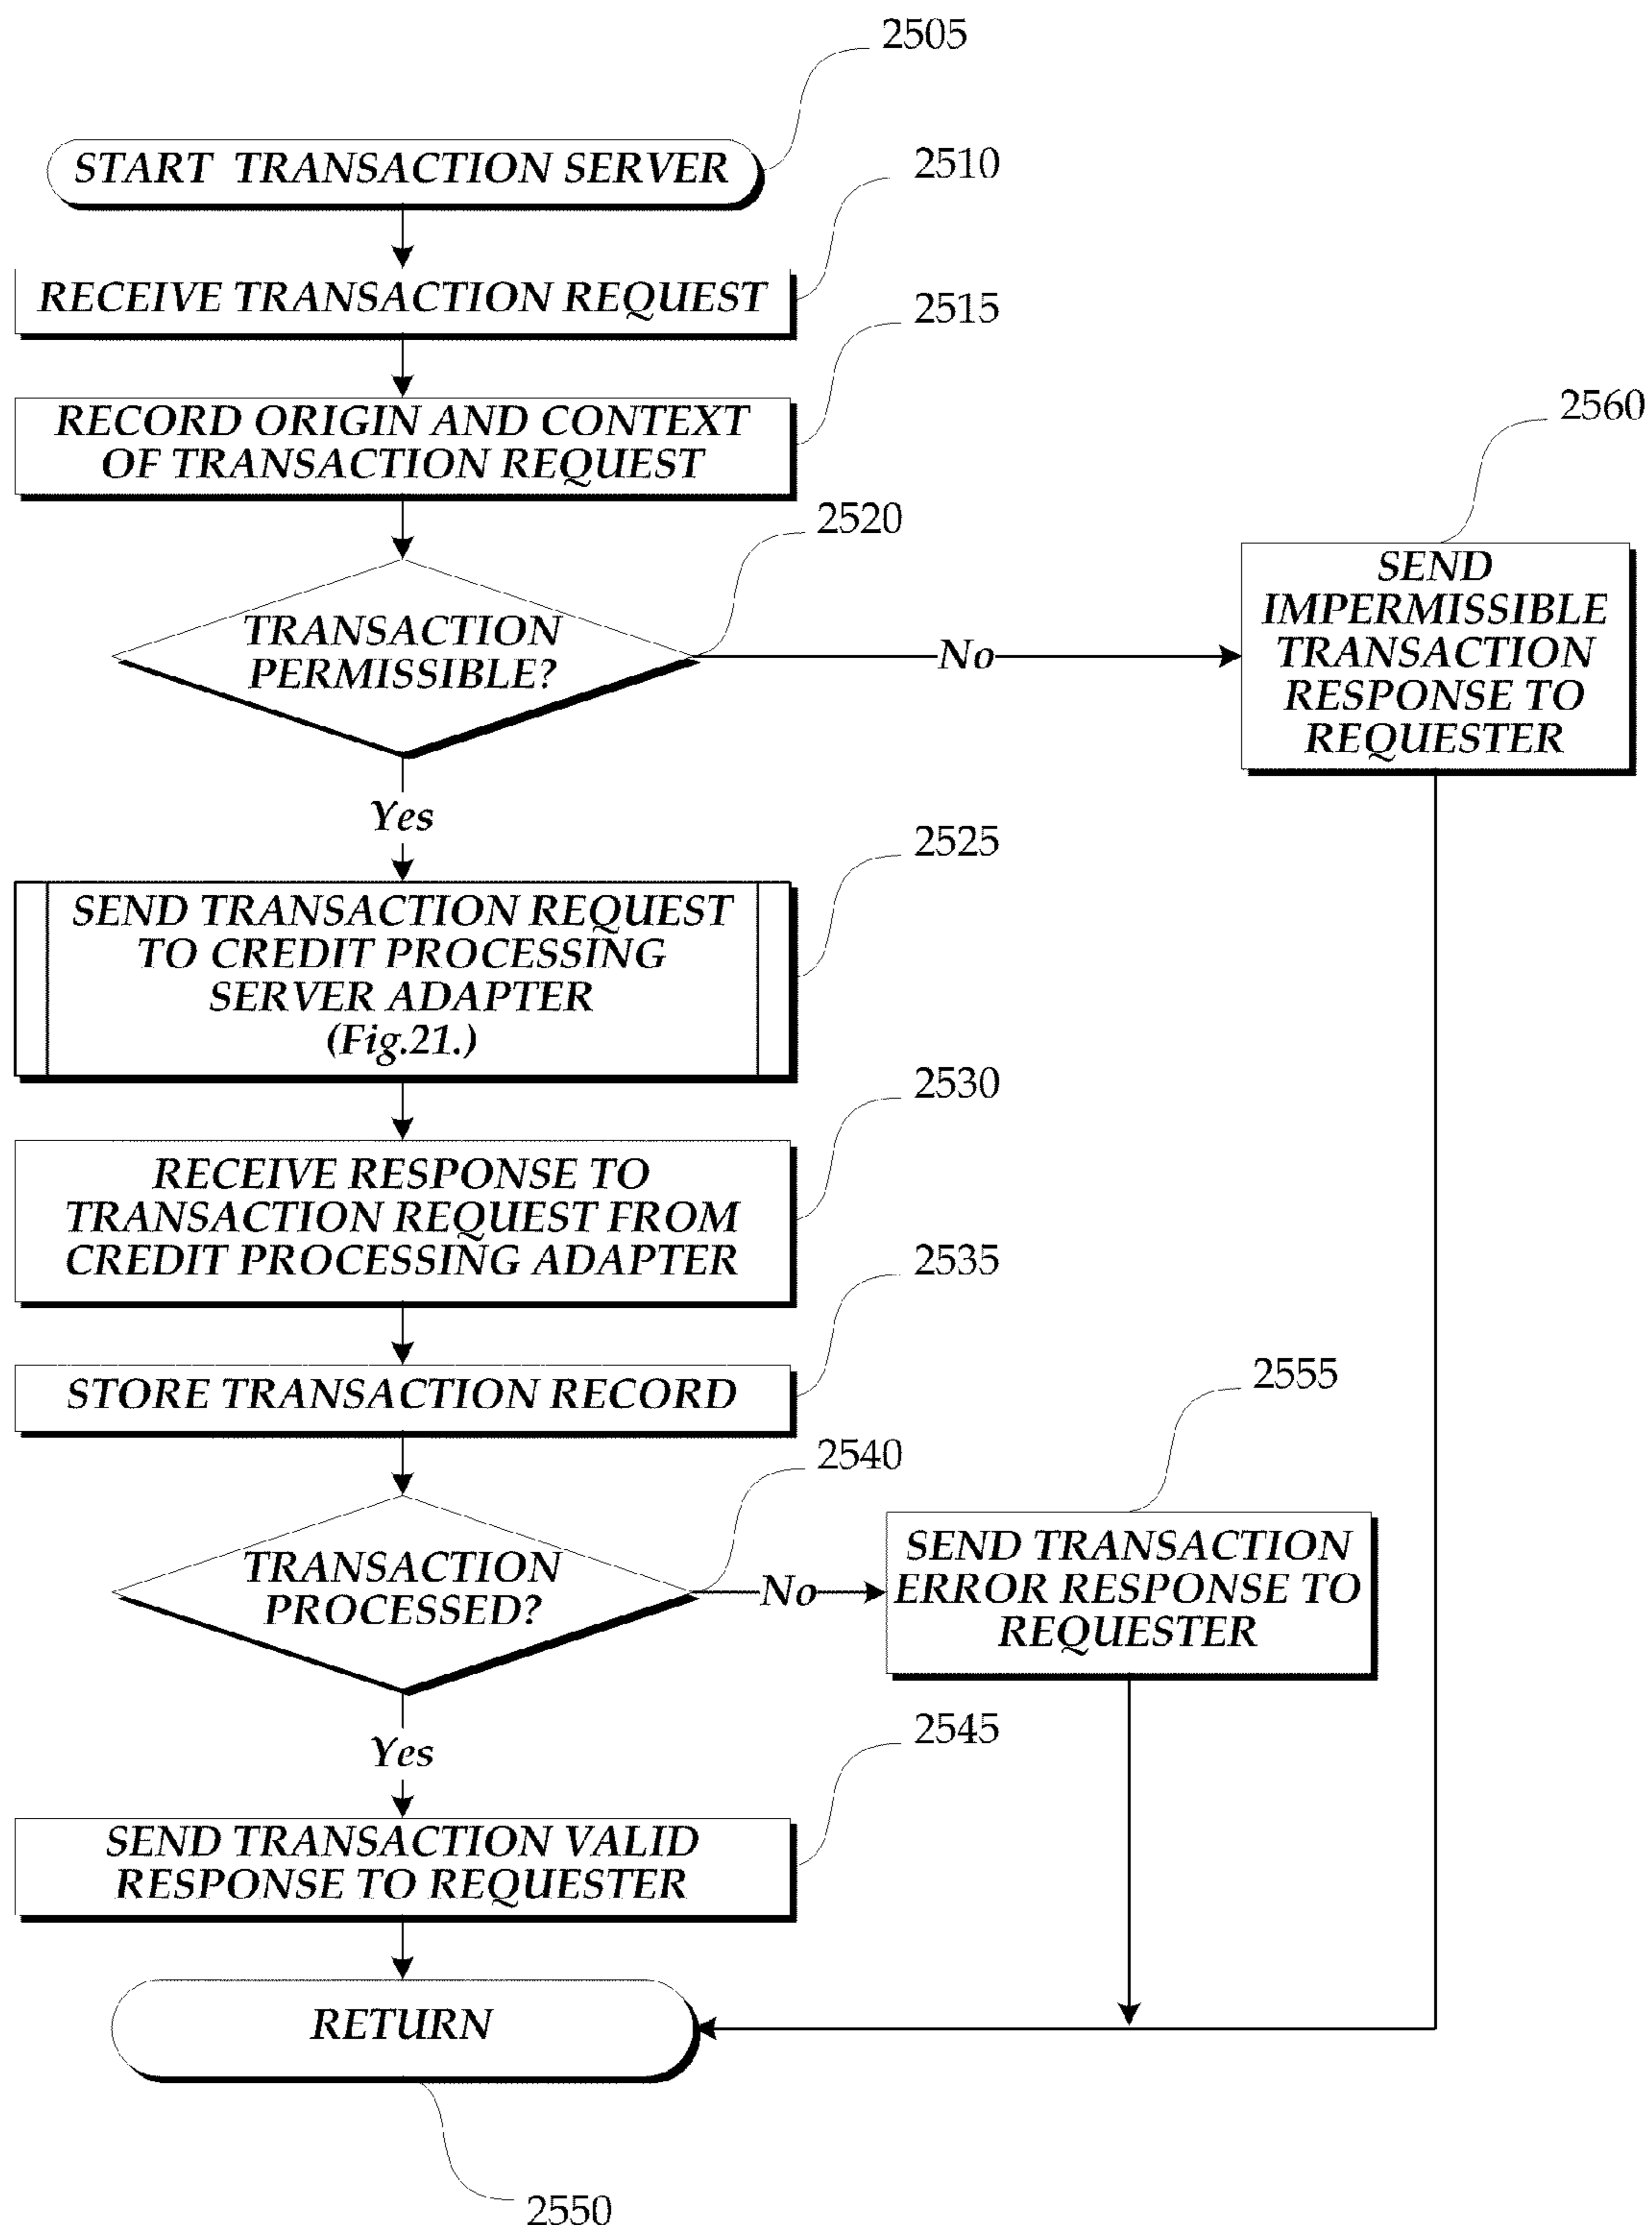 2505
START TRANSACTION SERVER
2510
RECEIVE TRANSACTION REQUEST
2515
RECORD ORIGIN AND CONTEXT
OF TRANSACTION REQUEST
2520
TRANSACTION
PERMISSIBLE?
No
2560
SEND
IMPERMISSIBLE
TRANSACTION
RESPONSE TO
REQUESTER
Yes
2525
SEND TRANSACTION REQUEST
TO CREDIT PROCESSING
SERVER ADAPTER
(Fig.21.)
2530
RECEIVE RESPONSE TO
TRANSACTION REQUEST FROM
CREDIT PROCESSING ADAPTER
2535
STORE TRANSACTION RECORD
2540
TRANSACTION
PROCESSED?
No
2555
SEND TRANSACTION
ERROR RESPONSE TO
REQUESTER
Yes
2545
SEND TRANSACTION VALID
RESPONSE TO REQUESTER
RETURN
2550